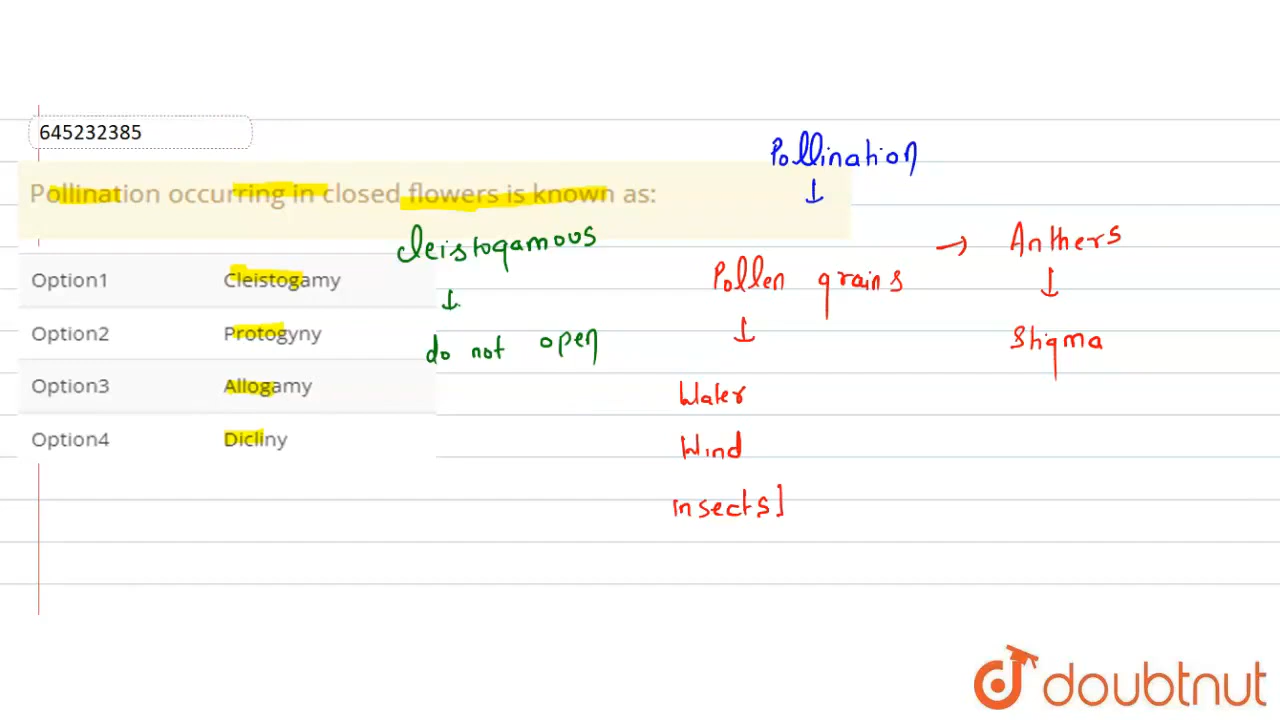 645232385
Pollination occurring in closed flowers is known as:
Option1 Cleistogamy
Option2 Protogyny
Option3 Allogamy
Option4 Dicliny
Cleistogamous
↓
do not open
Pollination
↓
Pollen grains → Anthers
↓ ↓
Water Stigma
Wind
insects]
doubtnut